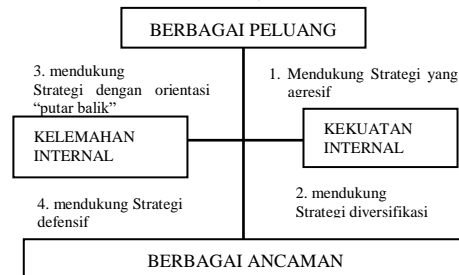 BERBAGAI PELUANG
3. mendukung
Strategi dengan orientasi
“putar balik”
1. Mendukung Strategi yang
agresif
KELEMAHAN
INTERNAL
KEKUATAN
INTERNAL
4. mendukung Strategi
defensif
2. mendukung
Strategi diversifikasi
BERBAGAI ANCAMAN